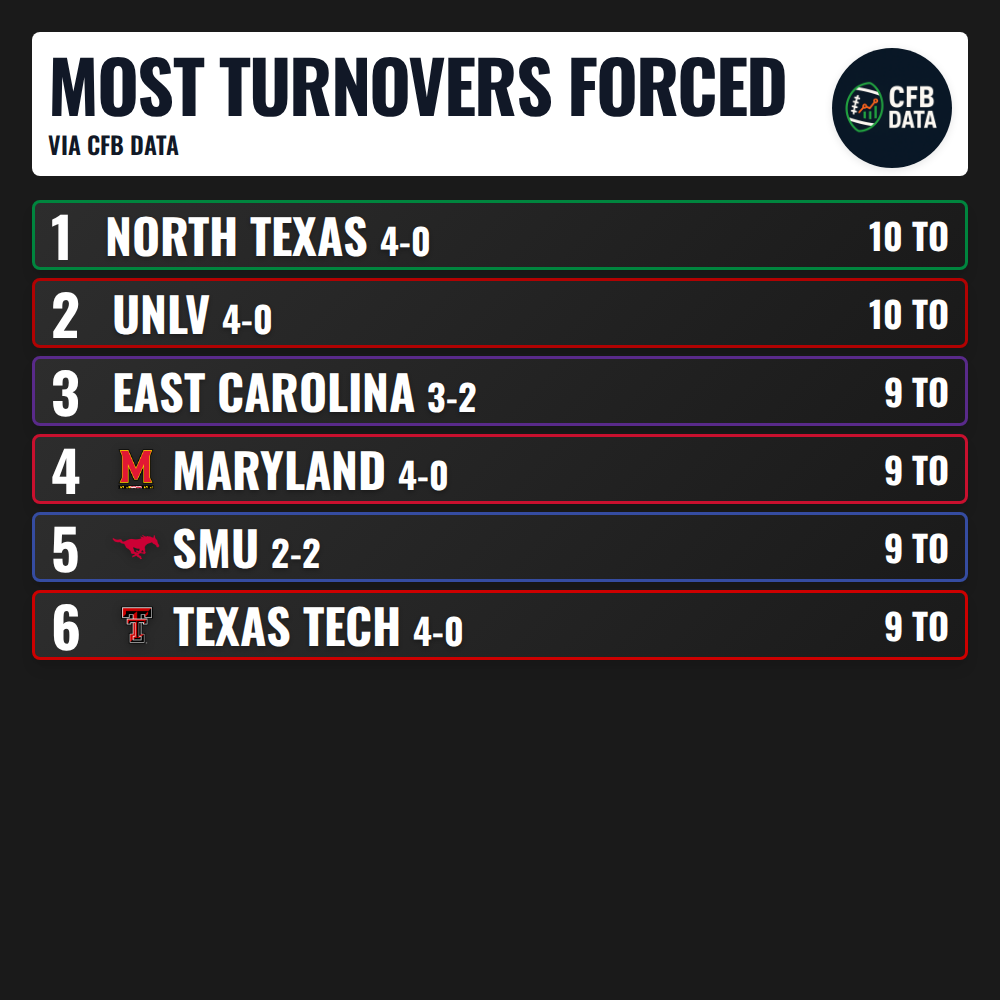 MOST TURNOVERS FORCED
VIA CFB DATA
CFB
DATA
1 NORTH TEXAS 4-0 10 TO
2 UNLV 4-0 10 TO
3 EAST CAROLINA 3-2 9 TO
4 M MARYLAND 4-0 9 TO
5 SMU 2-2 9 TO
6 TT TEXAS TECH 4-0 9 TO